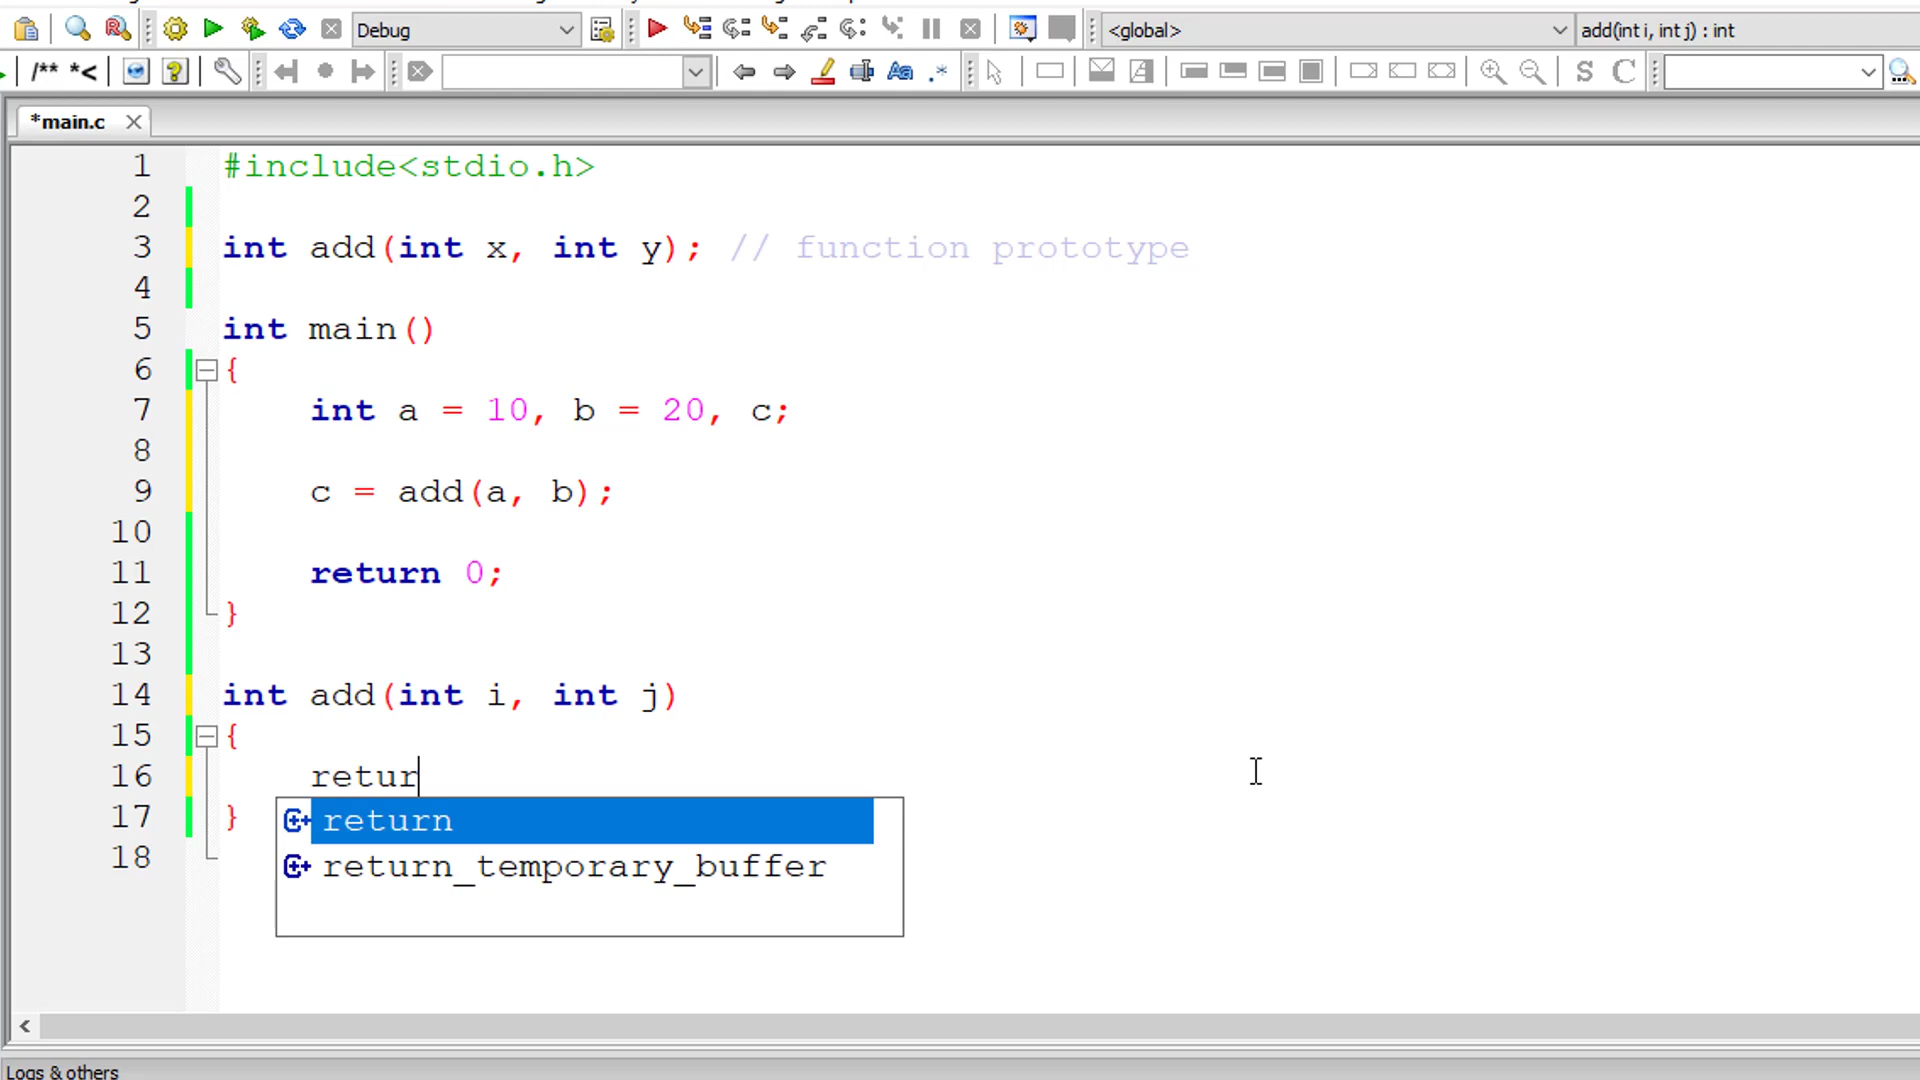 Debug
<global>
add(int i, int j) : int
/** *<
Aa .*
S C
*main.c
1 #include<stdio.h>
2
3 int add(int x, int y); // function prototype
4
5 int main()
6 {
7 int a = 10, b = 20, c;
8
9 c = add(a, b);
10
11 return 0;
12 }
13
14 int add(int i, int j)
15 {
16 retur
17 }
return
18
return_temporary_buffer
Logs & others